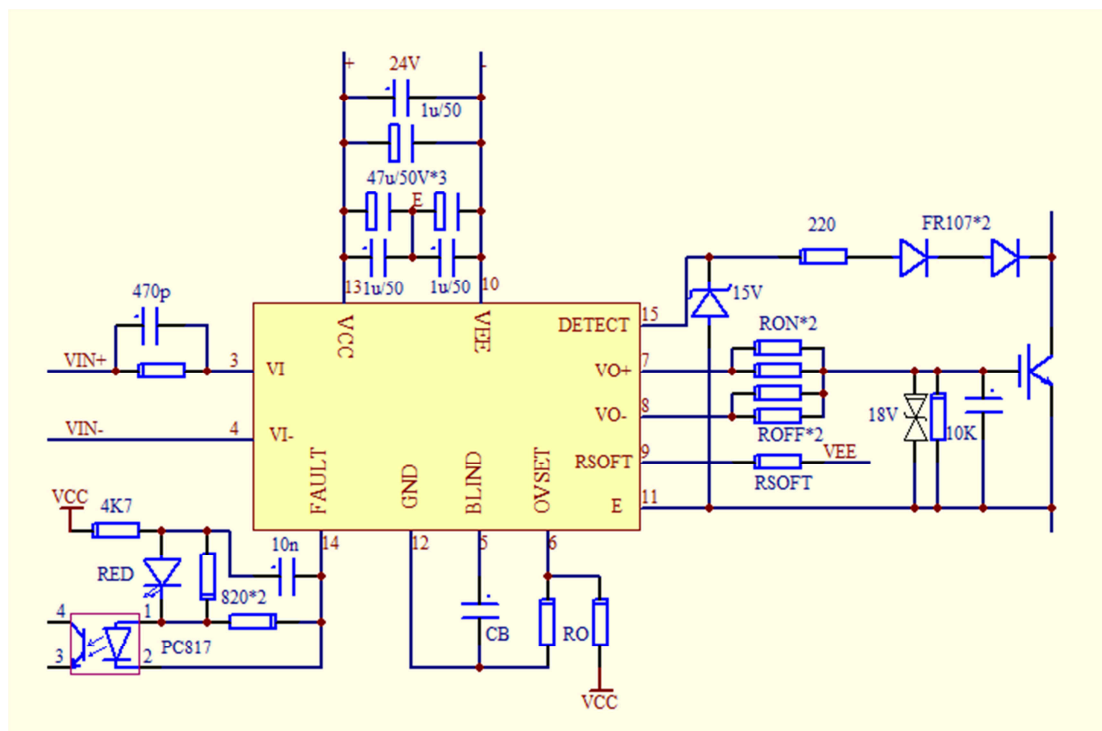 + 24V -
1u/50
47u/50V*3
E
13 1u/50 1u/50 10
220 FR107*2
15V
470p
VIN+ 3 VI
VCC VEE
DETECT 15
RON*2
VO+ 7
VIN- 4 VI-
VO- 8
18V 10K
ROFF*2
RSOFT 9 VEE
RSOFT
E 11
FAULT GND BLIND OVSET
VCC 4K7
14 12 5 6
10n
RED
820*2
4 1
PC817
3 2
CB RO
VCC